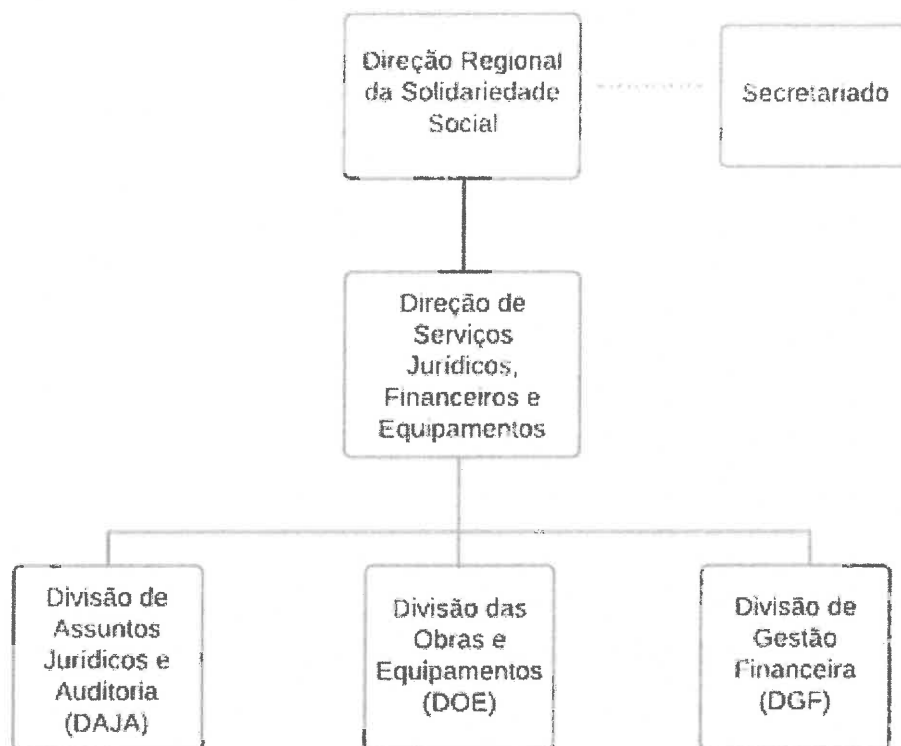 Direção Regional
da Solidariedade
Social
Secretariado
Direção de
Serviços
Jurídicos,
Financeiros e
Equipamentos
Divisão de
Assuntos
Jurídicos e
Auditoria
(DAJA)
Divisão das
Obras e
Equipamentos
(DOE)
Divisão de
Gestão
Financeira
(DGF)